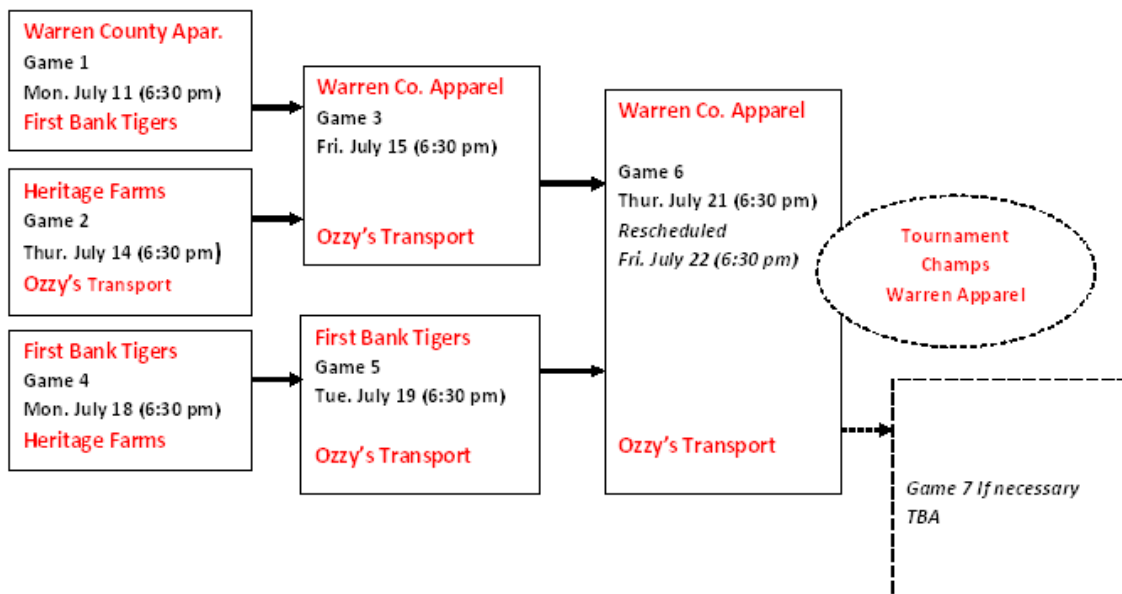 Warren County Apar.
Game 1
Mon. July 11 (6:30 pm)
First Bank Tigers
Heritage Farms
Game 2
Thur. July 14 (6:30 pm)
Ozzy's Transport
First Bank Tigers
Game 4
Mon. July 18 (6:30 pm)
Heritage Farms
Warren Co. Apparel
Game 3
Fri. July 15 (6:30 pm)
Ozzy's Transport
First Bank Tigers
Game 5
Tue. July 19 (6:30 pm)
Ozzy's Transport
Warren Co. Apparel
Game 6
Thur. July 21 (6:30 pm)
Rescheduled
Fri. July 22 (6:30 pm)
Ozzy's Transport
Tournament
Champs
Warren Apparel
Game 7 If necessary
TBA